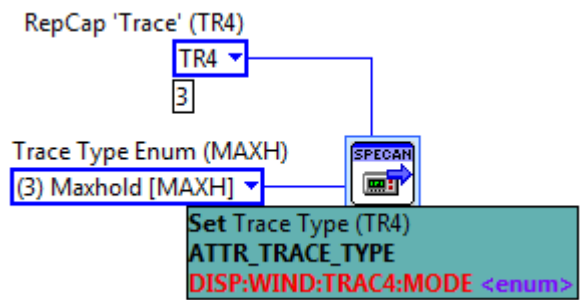 RepCap 'Trace' (TR4)
TR4
3
Trace Type Enum (MAXH)
(3) Maxhold [MAXH]
SPECAN
Set Trace Type (TR4)
ATTR_TRACE_TYPE
DISP:WIND:TRAC4:MODE <enum>